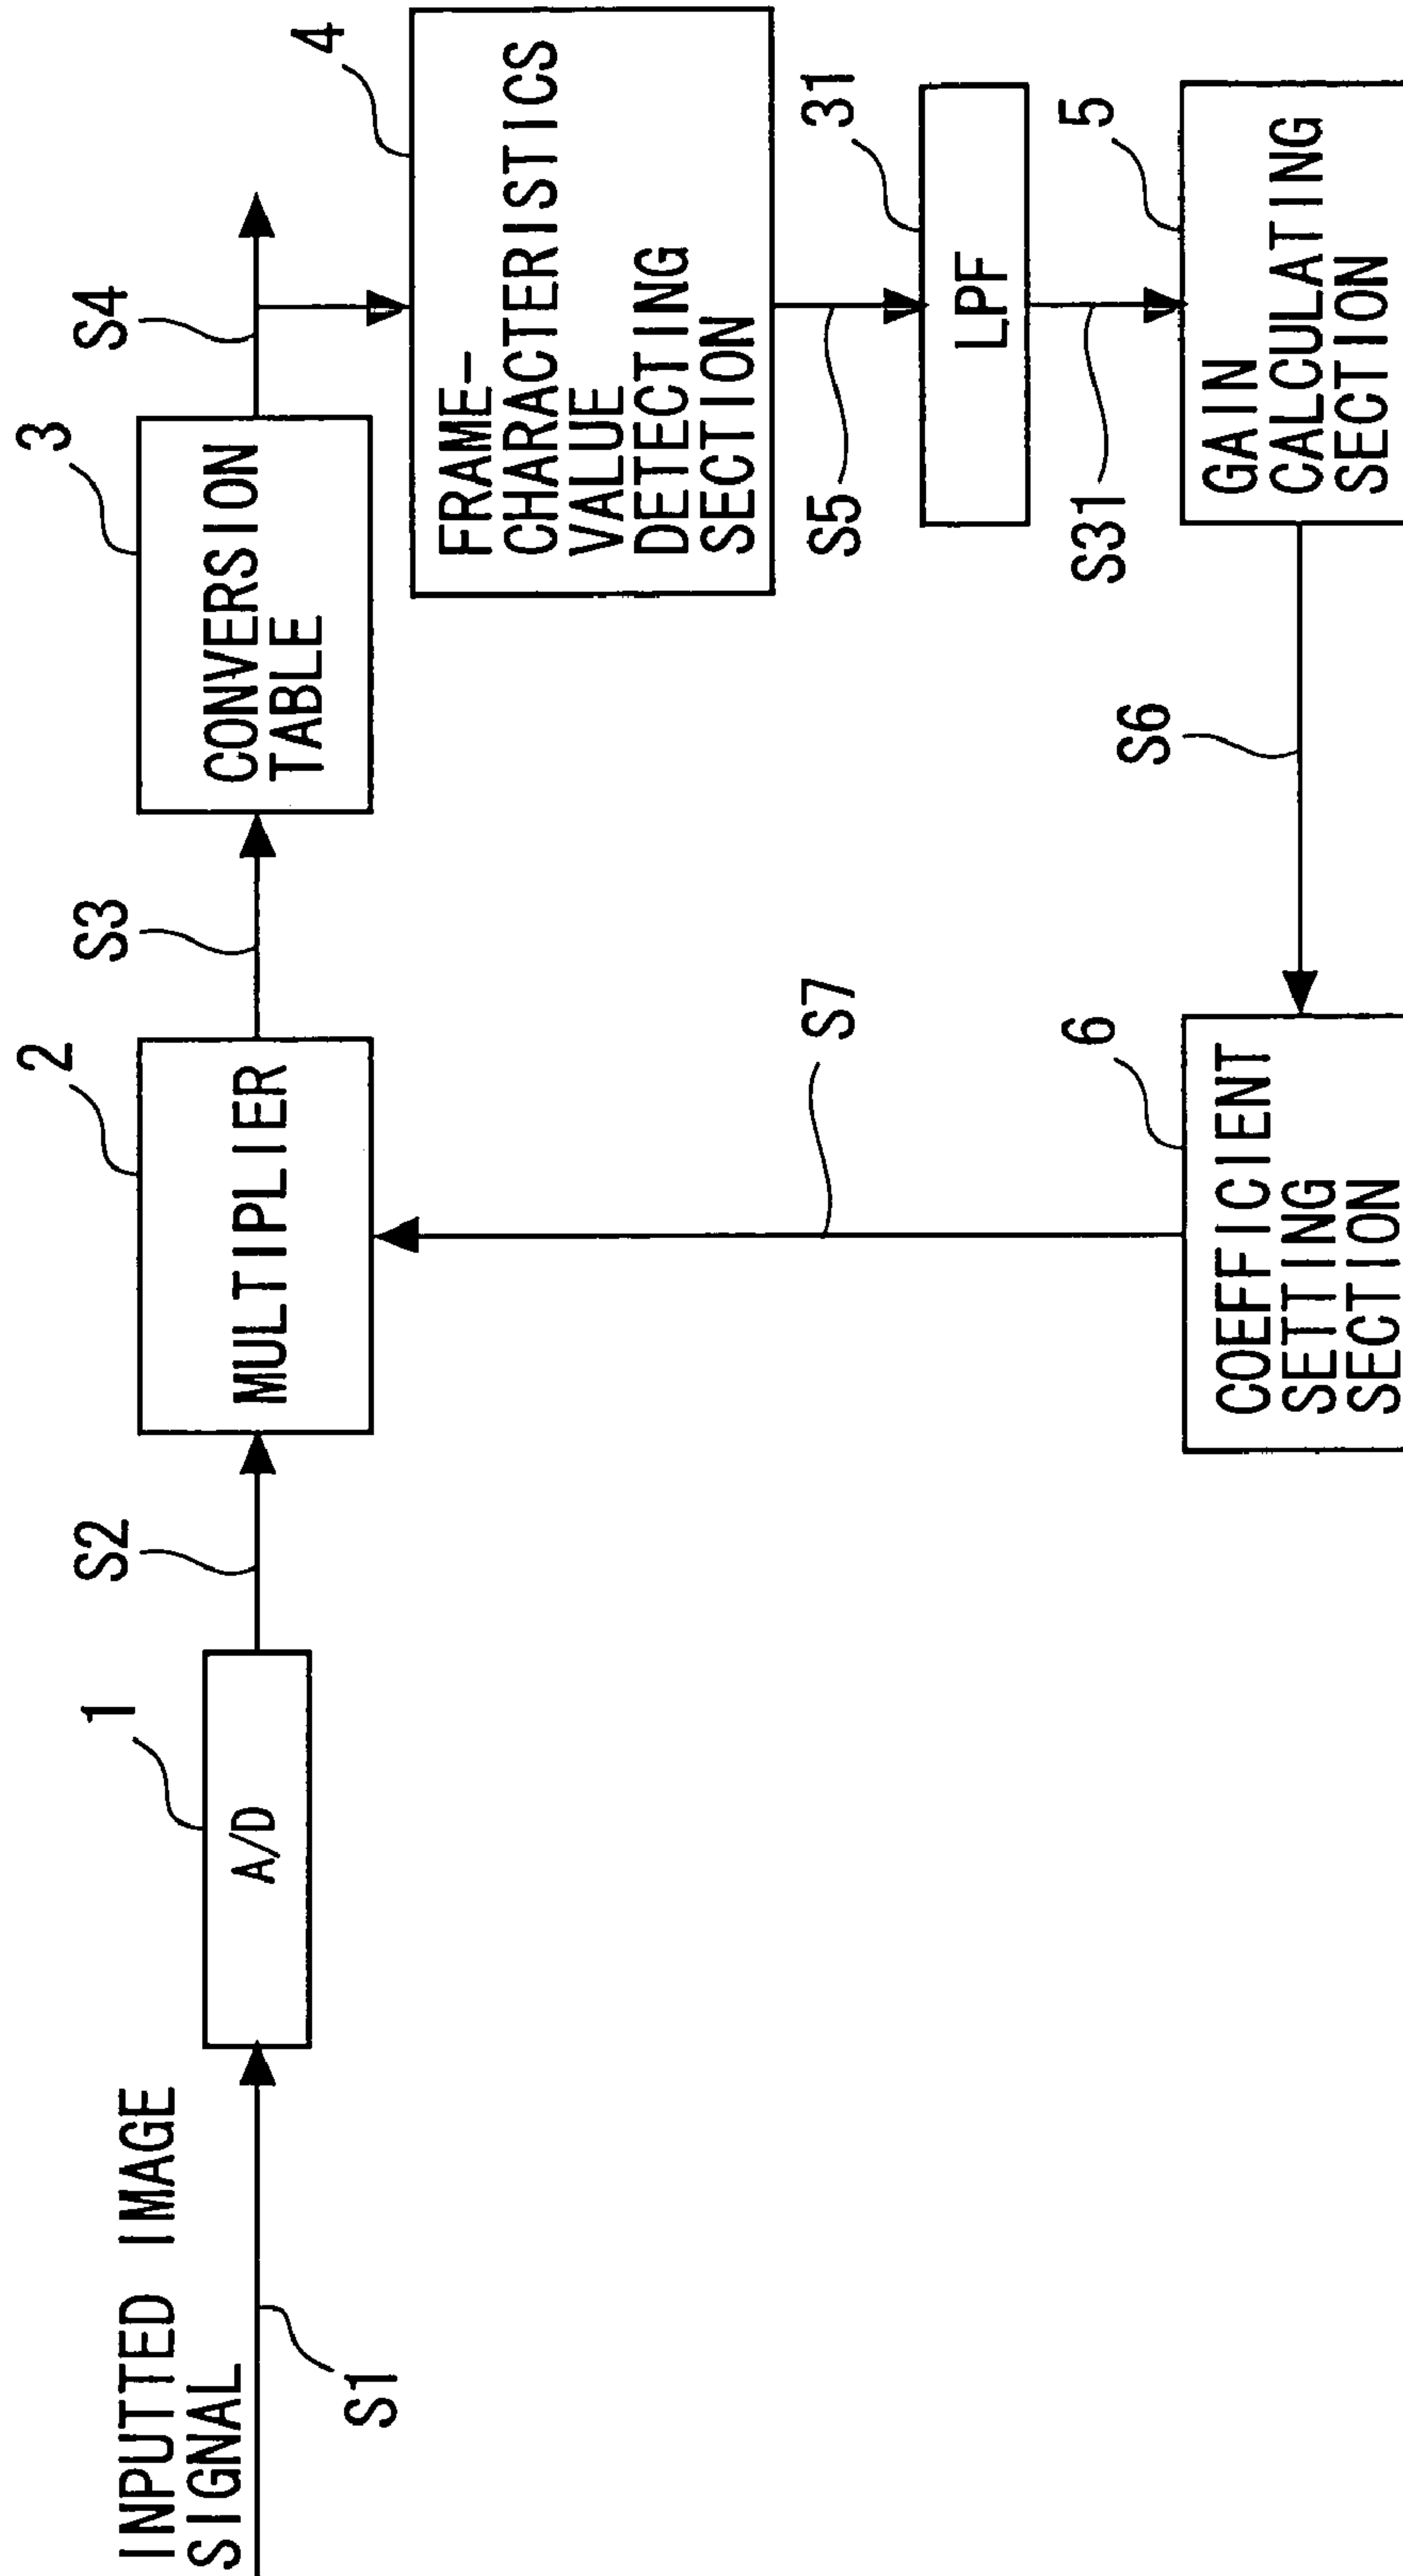 INPUTTED IMAGE
SIGNAL
S1
1
A/D
S2
2
MULTIPLIER
S3
3
CONVERSION
TABLE
S4
4
FRAME-
CHARACTERISTICS
VALUE
DETECTING
SECTION
S5
31
LPF
S31
5
GAIN
CALCULATING
SECTION
S6
6
COEFFICIENT
SETTING
SECTION
S7